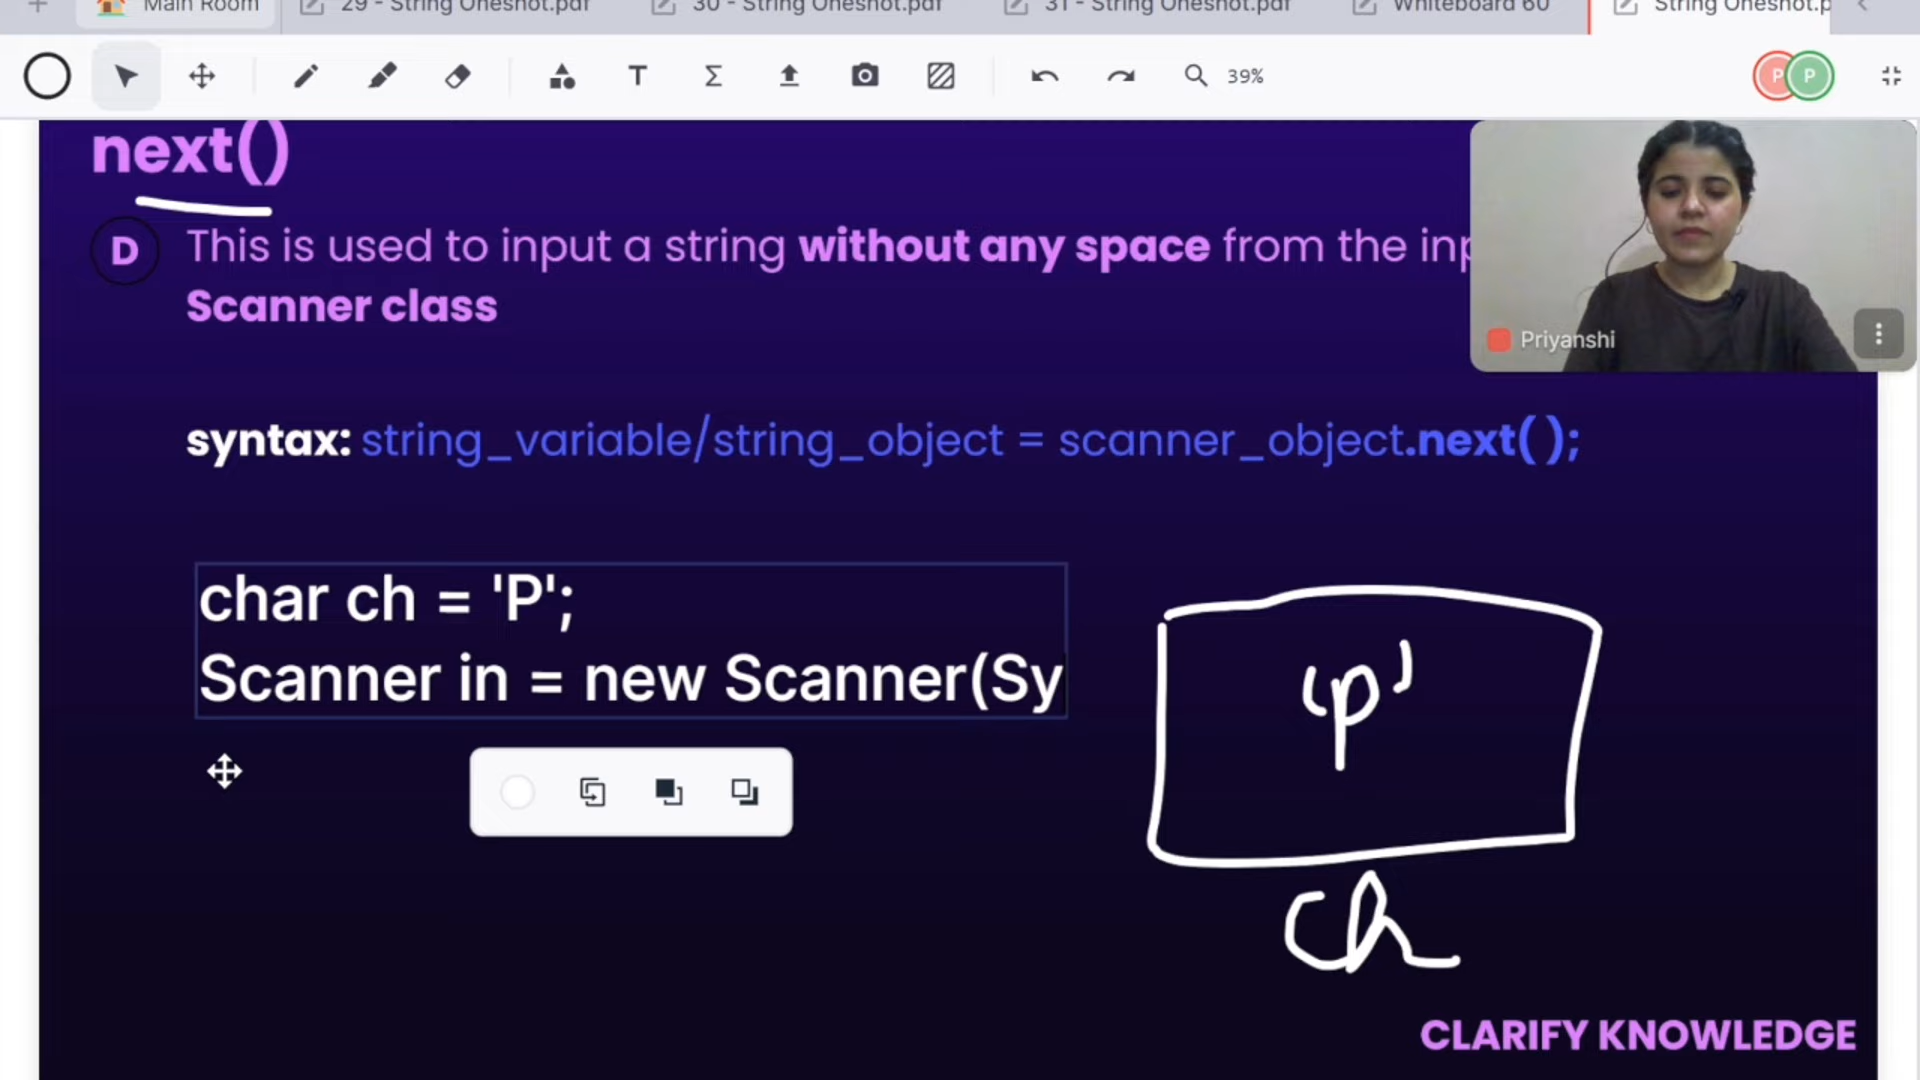 Main Room
29 - String Oneshot.pdf
30 - String Oneshot.pdf
31 - String Oneshot.pdf
Whiteboard 60
String Oneshot.p
T
Σ
39%
P
P
next()
D
This is used to input a string without any space from the inp
Scanner class
Priyanshi
syntax: string_variable/string_object = scanner_object.next( );
char ch = 'P';
Scanner in = new Scanner(Sy
'p'
ch
CLARIFY KNOWLEDGE